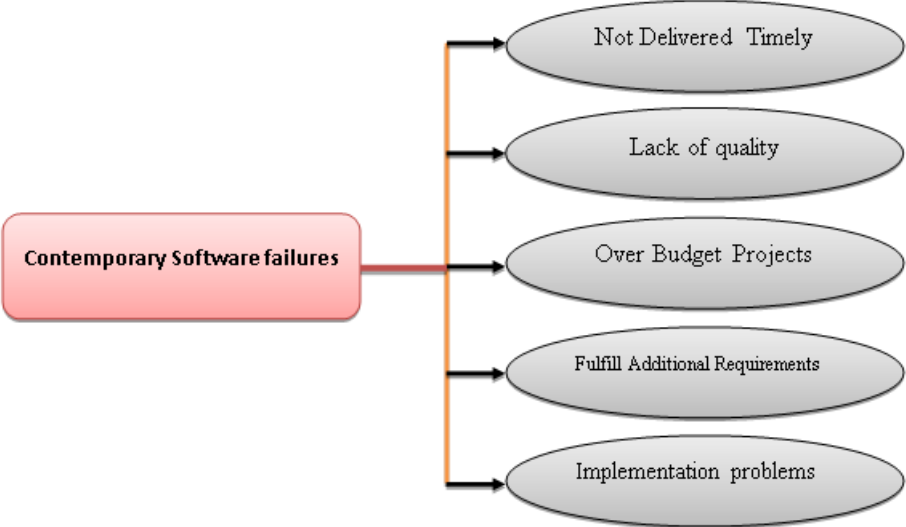 Not Delivered Timely
Lack of quality
Contemporary Software failures
Over Budget Projects
Fulfill Additional Requirements
Implementation problems